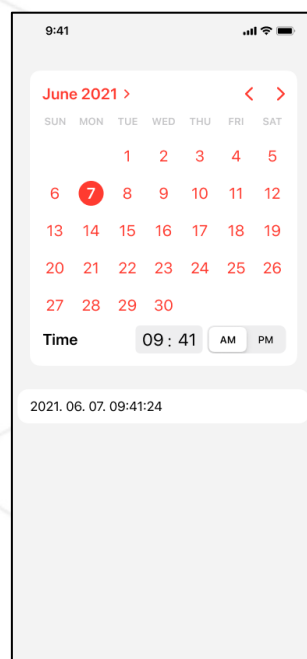 9:41
June 2021 >
< >
SUN MON TUE WED THU FRI SAT
1 2 3 4 5
6 7 8 9 10 11 12
13 14 15 16 17 18 19
20 21 22 23 24 25 26
27 28 29 30
Time 09 : 41 AM PM
2021. 06. 07. 09:41:24